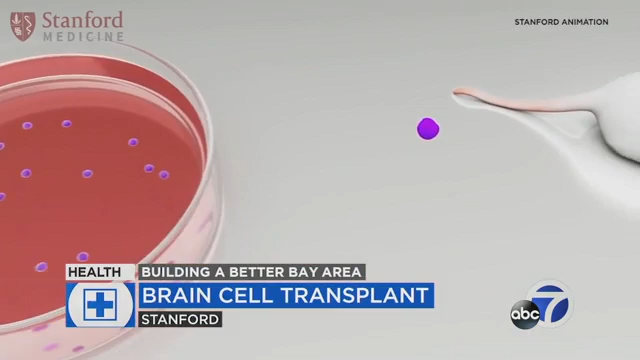 Stanford
MEDICINE
STANFORD ANIMATION
HEALTH
BUILDING A BETTER BAY AREA
BRAIN CELL TRANSPLANT
STANFORD
abc 7